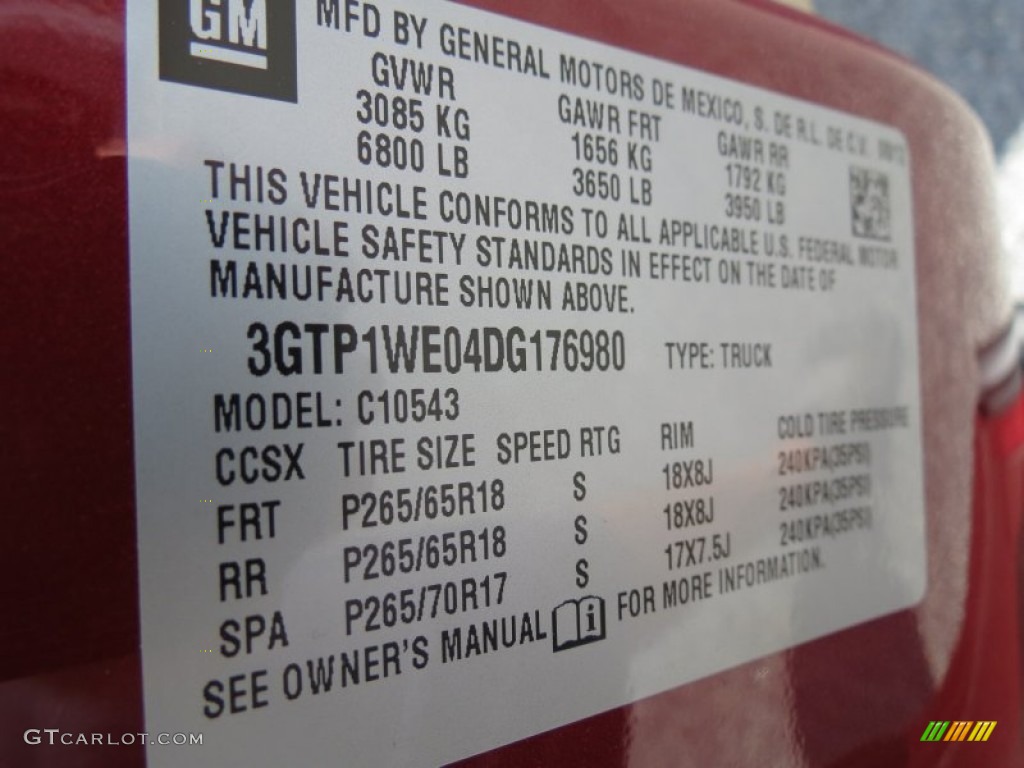 GM
MFD BY GENERAL MOTORS DE MEXICO, S. DE R.L. DE C.V.
GVWR GAWR FRT GAWR RR
3085 KG 1656 KG 1792 KG
6800 LB 3650 LB 3950 LB
THIS VEHICLE CONFORMS TO ALL APPLICABLE U.S. FEDERAL MOTOR
VEHICLE SAFETY STANDARDS IN EFFECT ON THE DATE OF
MANUFACTURE SHOWN ABOVE.
3GTP1WE04DG176980 TYPE: TRUCK
MODEL: C10543
CCSX TIRE SIZE SPEED RTG RIM COLD TIRE PRESSURE
FRT P265/65R18 S 18X8J 240KPA(35PSI)
RR P265/65R18 S 18X8J 240KPA(35PSI)
SPA P265/70R17 S 17X7.5J 240KPA(35PSI)
SEE OWNER'S MANUAL i FOR MORE INFORMATION.
GTCARLOT.COM